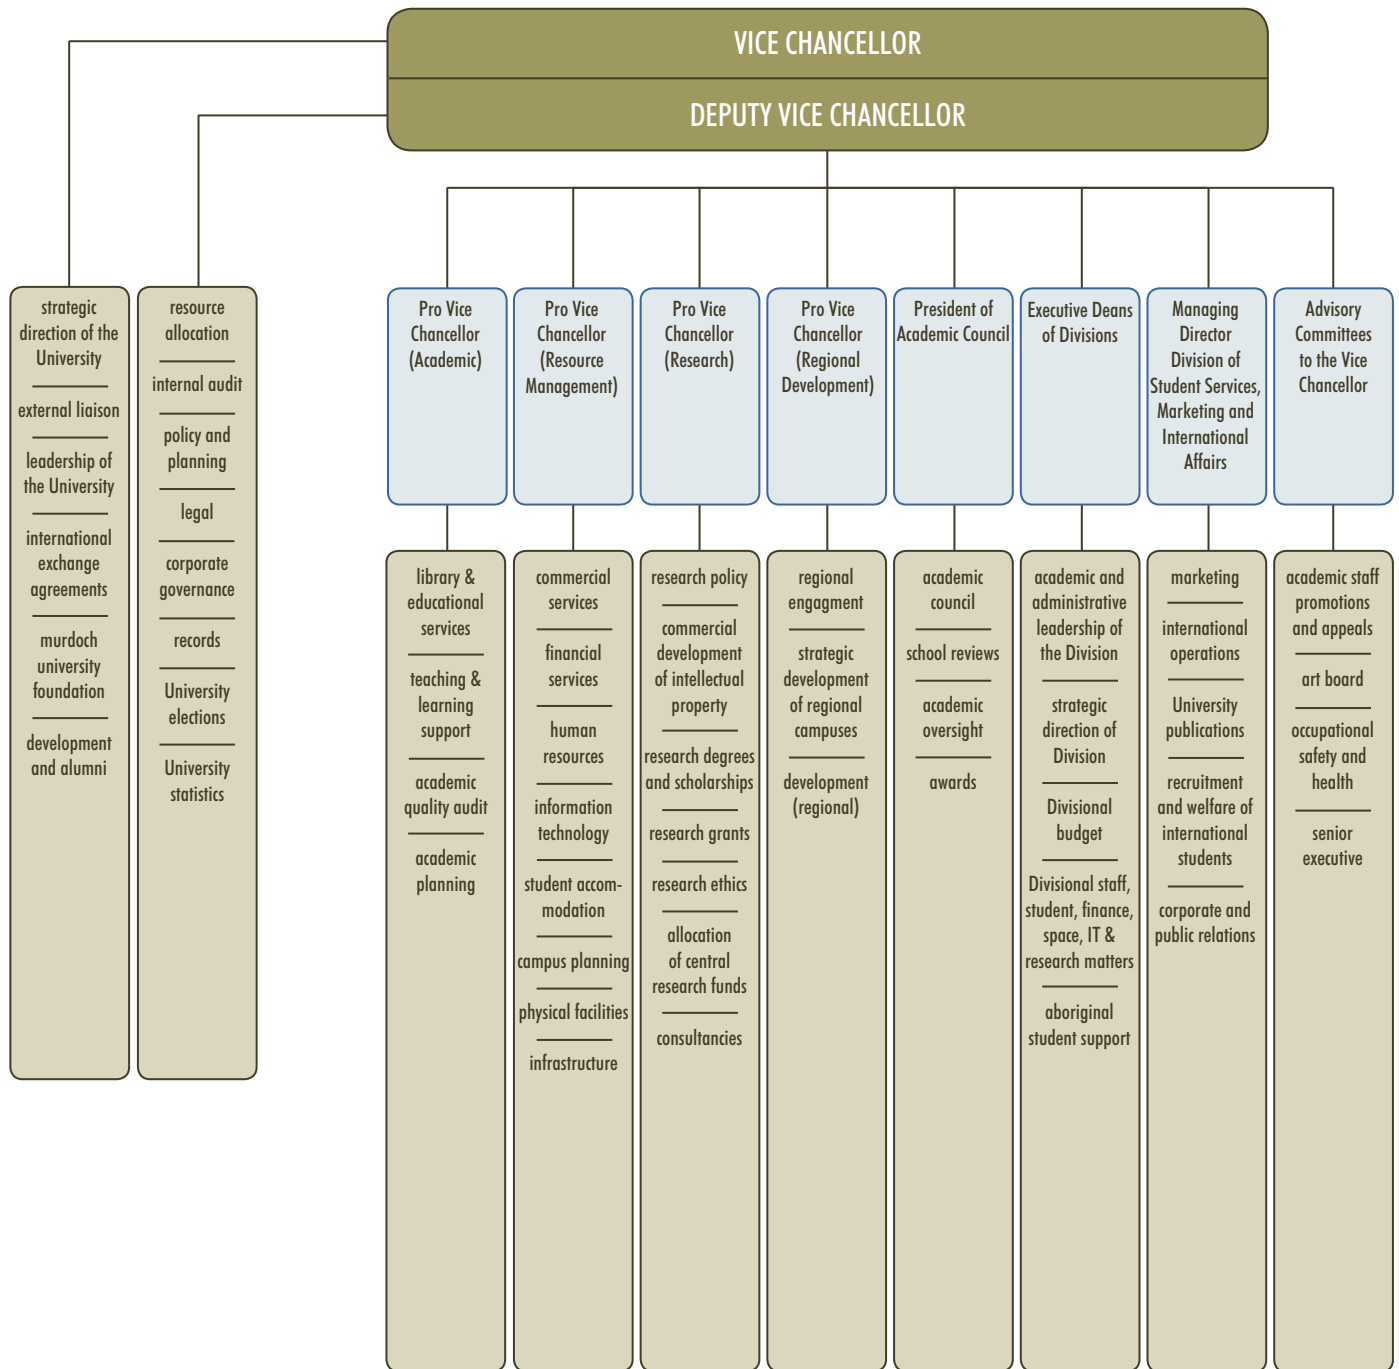 VICE CHANCELLOR
DEPUTY VICE CHANCELLOR
strategic
direction of the
University
external liaison
leadership of
the University
international
exchange
agreements
murdoch
university
foundation
development
and alumni
resource
allocation
internal audit
policy and
planning
legal
corporate
governance
records
University
elections
University
statistics
Pro Vice
Chancellor
(Academic)
library &
educational
services
teaching &
learning
support
academic
quality audit
academic
planning
Pro Vice
Chancellor
(Resource
Management)
commercial
services
financial
services
human
resources
information
technology
student accom-
modation
campus planning
physical facilities
infrastructure
Pro Vice
Chancellor
(Research)
research policy
commercial
development
of intellectual
property
research degrees
and scholarships
research grants
research ethics
allocation
of central
research funds
consultancies
Pro Vice
Chancellor
(Regional
Development)
regional
engagment
strategic
development
of regional
campuses
development
(regional)
President of
Academic Council
academic
council
school reviews
academic
oversight
awards
Executive Deans
of Divisions
academic and
administrative
leadership of
the Division
strategic
direction of
Division
Divisional
budget
Divisional staff,
student, finance,
space, IT &
research matters
aboriginal
student support
Managing
Director
Division of
Student Services,
Marketing and
International
Affairs
marketing
international
operations
University
publications
recruitment
and welfare of
international
students
corporate and
public relations
Advisory
Committees
to the Vice
Chancellor
academic staff
promotions
and appeals
art board
occupational
safety and
health
senior
executive